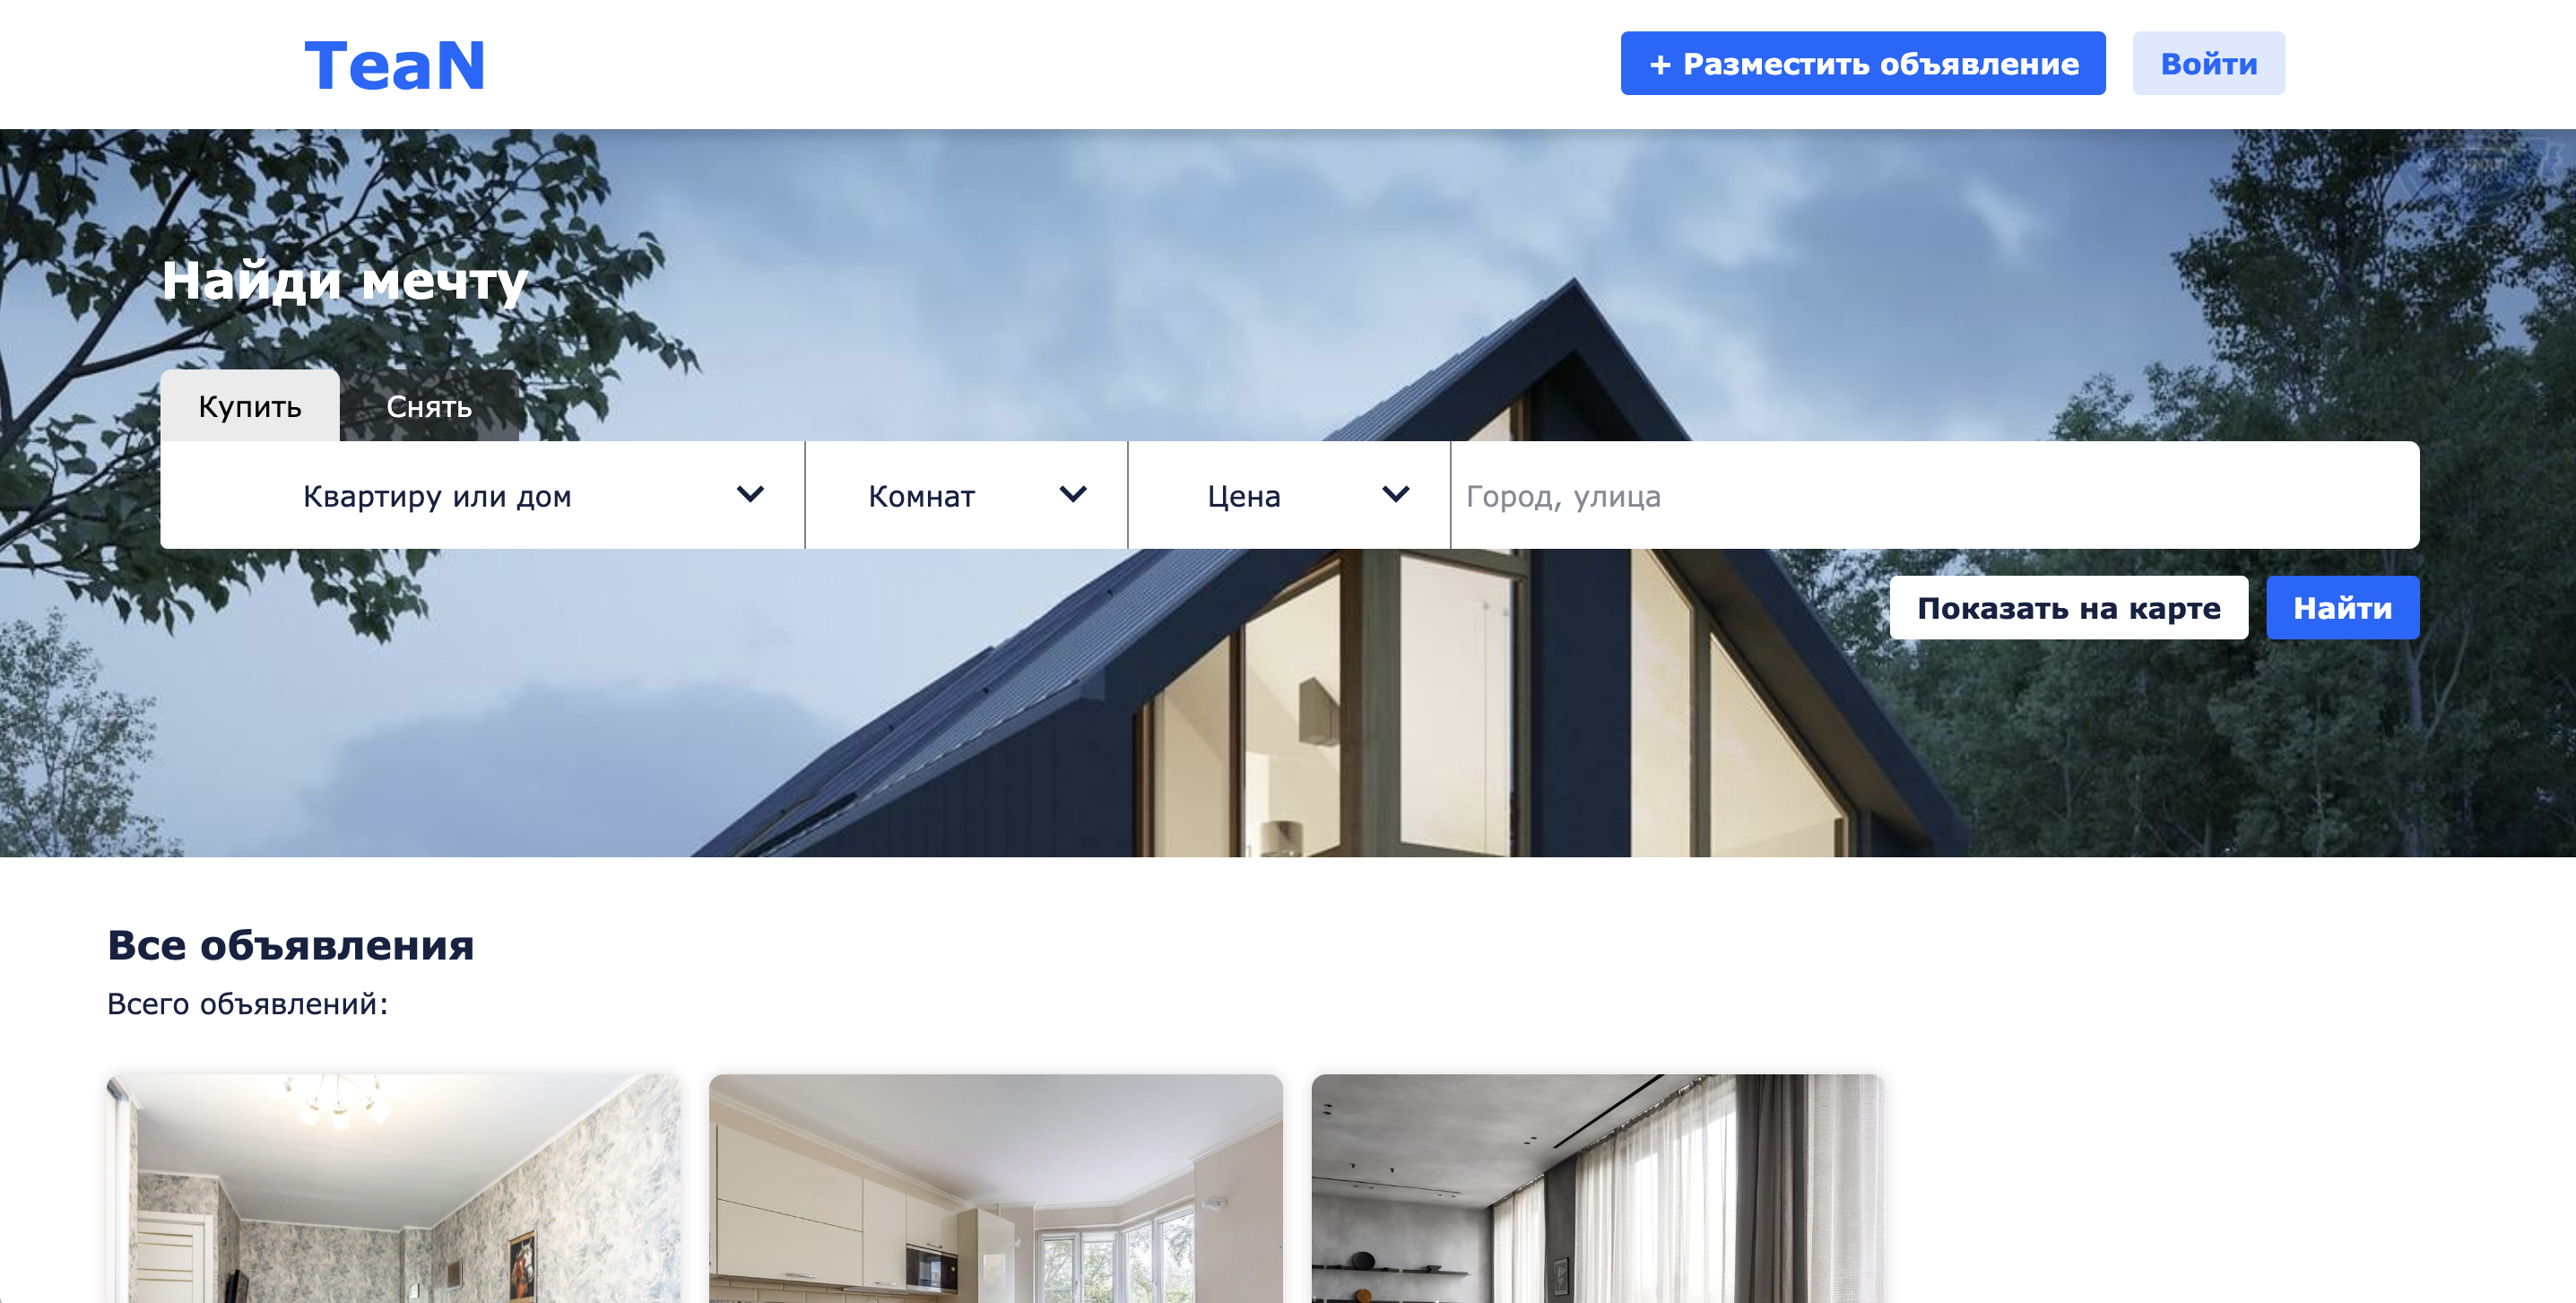 TeaN
+ Разместить объявление
Войти
Найди мечту
Купить
Снять
Квартиру или дом
Комнат
Цена
Город, улица
Показать на карте
Найти
Все объявления
Всего объявлений: